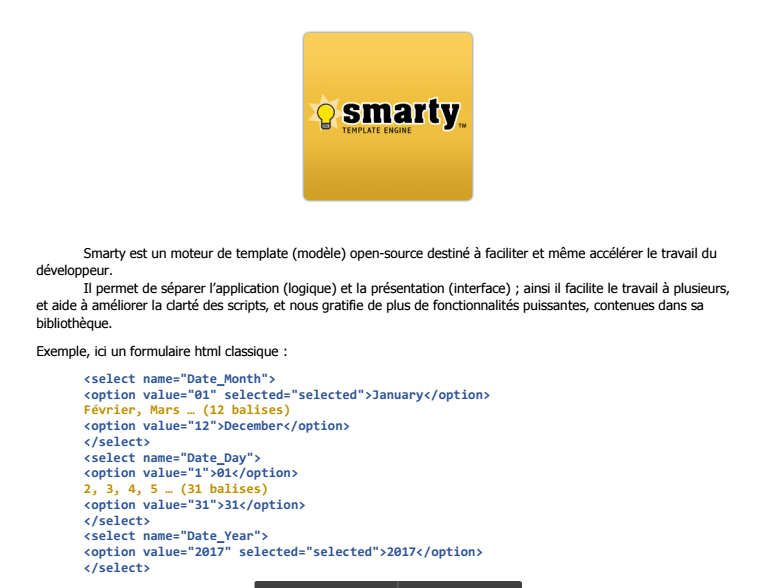 smarty™
TEMPLATE ENGINE
Smarty est un moteur de template (modèle) open-source destiné à faciliter et même accélérer le travail du
développeur.
Il permet de séparer l’application (logique) et la présentation (interface) ; ainsi il facilite le travail à plusieurs,
et aide à améliorer la clarté des scripts, et nous gratifie de plus de fonctionnalités puissantes, contenues dans sa
bibliothèque.
Exemple, ici un formulaire html classique :
<select name="Date_Month">
<option value="01" selected="selected">January</option>
Février, Mars … (12 balises)
<option value="12">December</option>
</select>
<select name="Date_Day">
<option value="1">01</option>
2, 3, 4, 5 … (31 balises)
<option value="31">31</option>
</select>
<select name="Date_Year">
<option value="2017" selected="selected">2017</option>
</select>